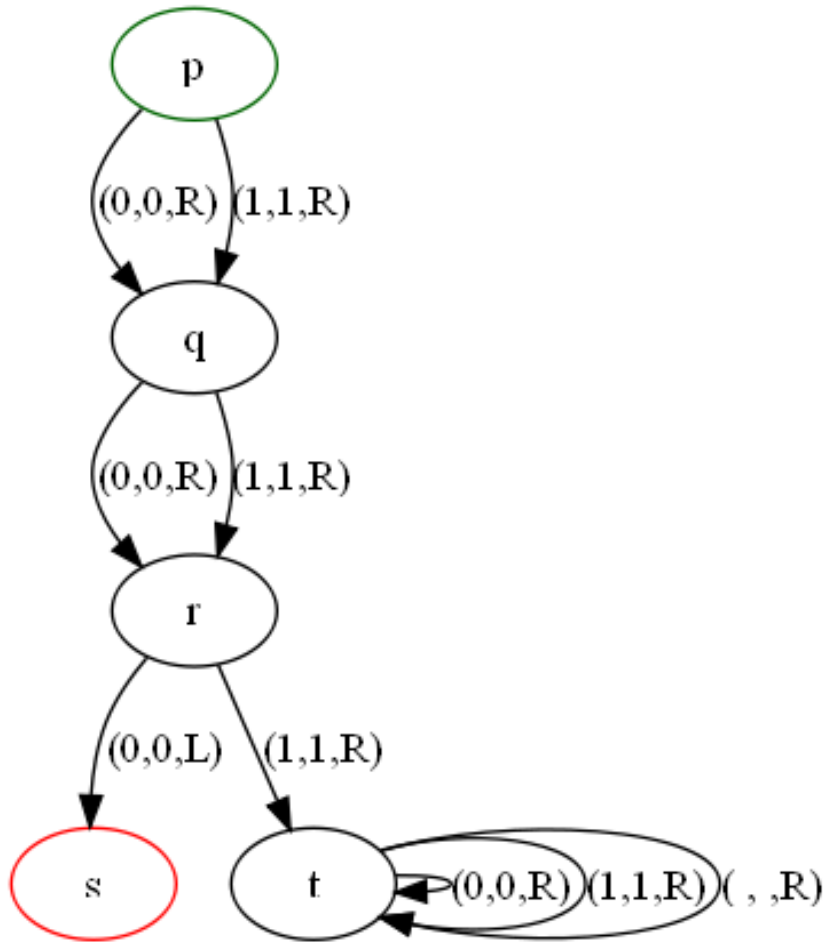 p
(0,0,R) (1,1,R)
q
(0,0,R) (1,1,R)
r
(0,0,L) (1,1,R)
s t (0,0,R) (1,1,R) ( , ,R)